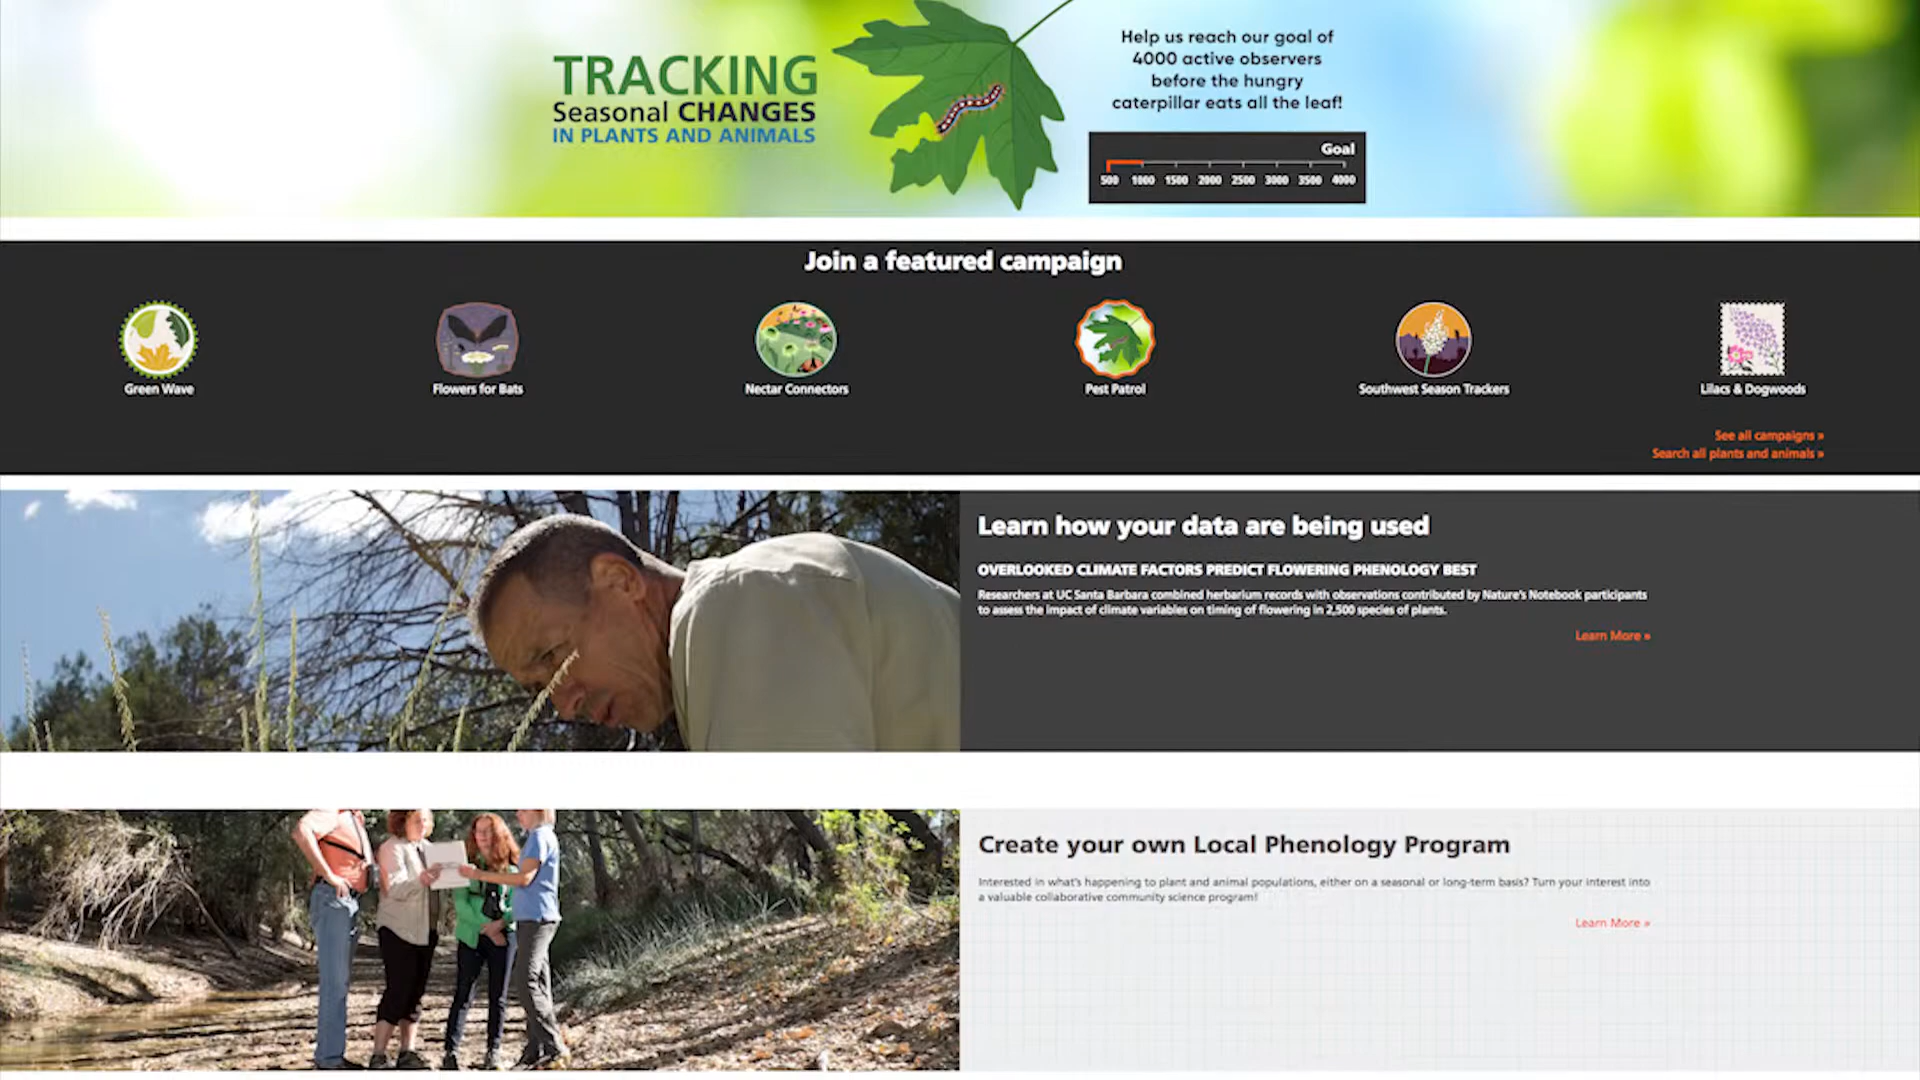 TRACKING
Seasonal CHANGES
IN PLANTS AND ANIMALS
Help us reach our goal of
4000 active observers
before the hungry
caterpillar eats all the leaf!
Goal
500 1000 1500 2000 2500 3000 3500 4000
Join a featured campaign
Green Wave
Flowers for Bats
Nectar Connectors
Pest Patrol
Southwest Season Trackers
Lilacs & Dogwoods
See all campaigns »
Search all plants and animals »
Learn how your data are being used
OVERLOOKED CLIMATE FACTORS PREDICT FLOWERING PHENOLOGY BEST
Researchers at UC Santa Barbara combined herbarium records with observations contributed by Nature's Notebook participants
to assess the impact of climate variables on timing of flowering in 2,500 species of plants.
Learn More »
Create your own Local Phenology Program
Interested in what's happening to plant and animal populations, either on a seasonal or long-term basis? Turn your interest into
a valuable collaborative community science program!
Learn More »